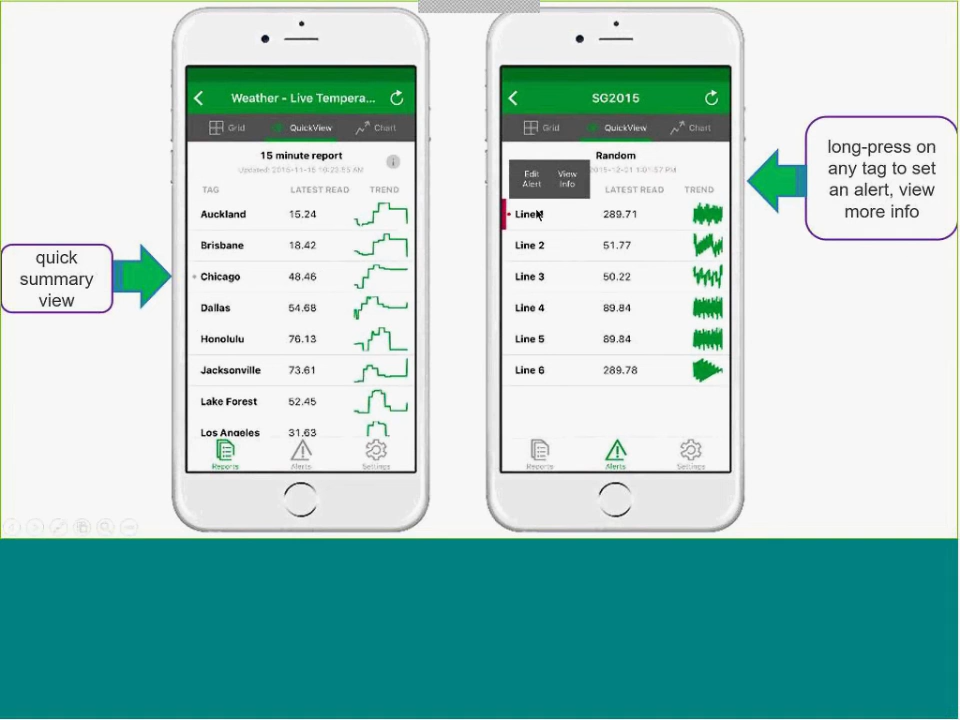 quick
summary
view
Weather - Live Tempera...
Grid QuickView Chart
15 minute report
TAG LATEST READ TREND
Auckland 15.24
Brisbane 18.42
Chicago 48.46
Dallas 54.68
Honolulu 76.13
Jacksonville 73.61
Lake Forest 52.45
Los Angeles 31.63
Reports Alerts Settings
SG2015
Grid QuickView Chart
Random
Edit
Alert
View
Info
LATEST READ TREND
289.71
Line 2 51.77
Line 3 50.22
Line 4 89.84
Line 5 89.84
Line 6 289.78
Reports Alerts Settings
long-press on
any tag to set
an alert, view
more info